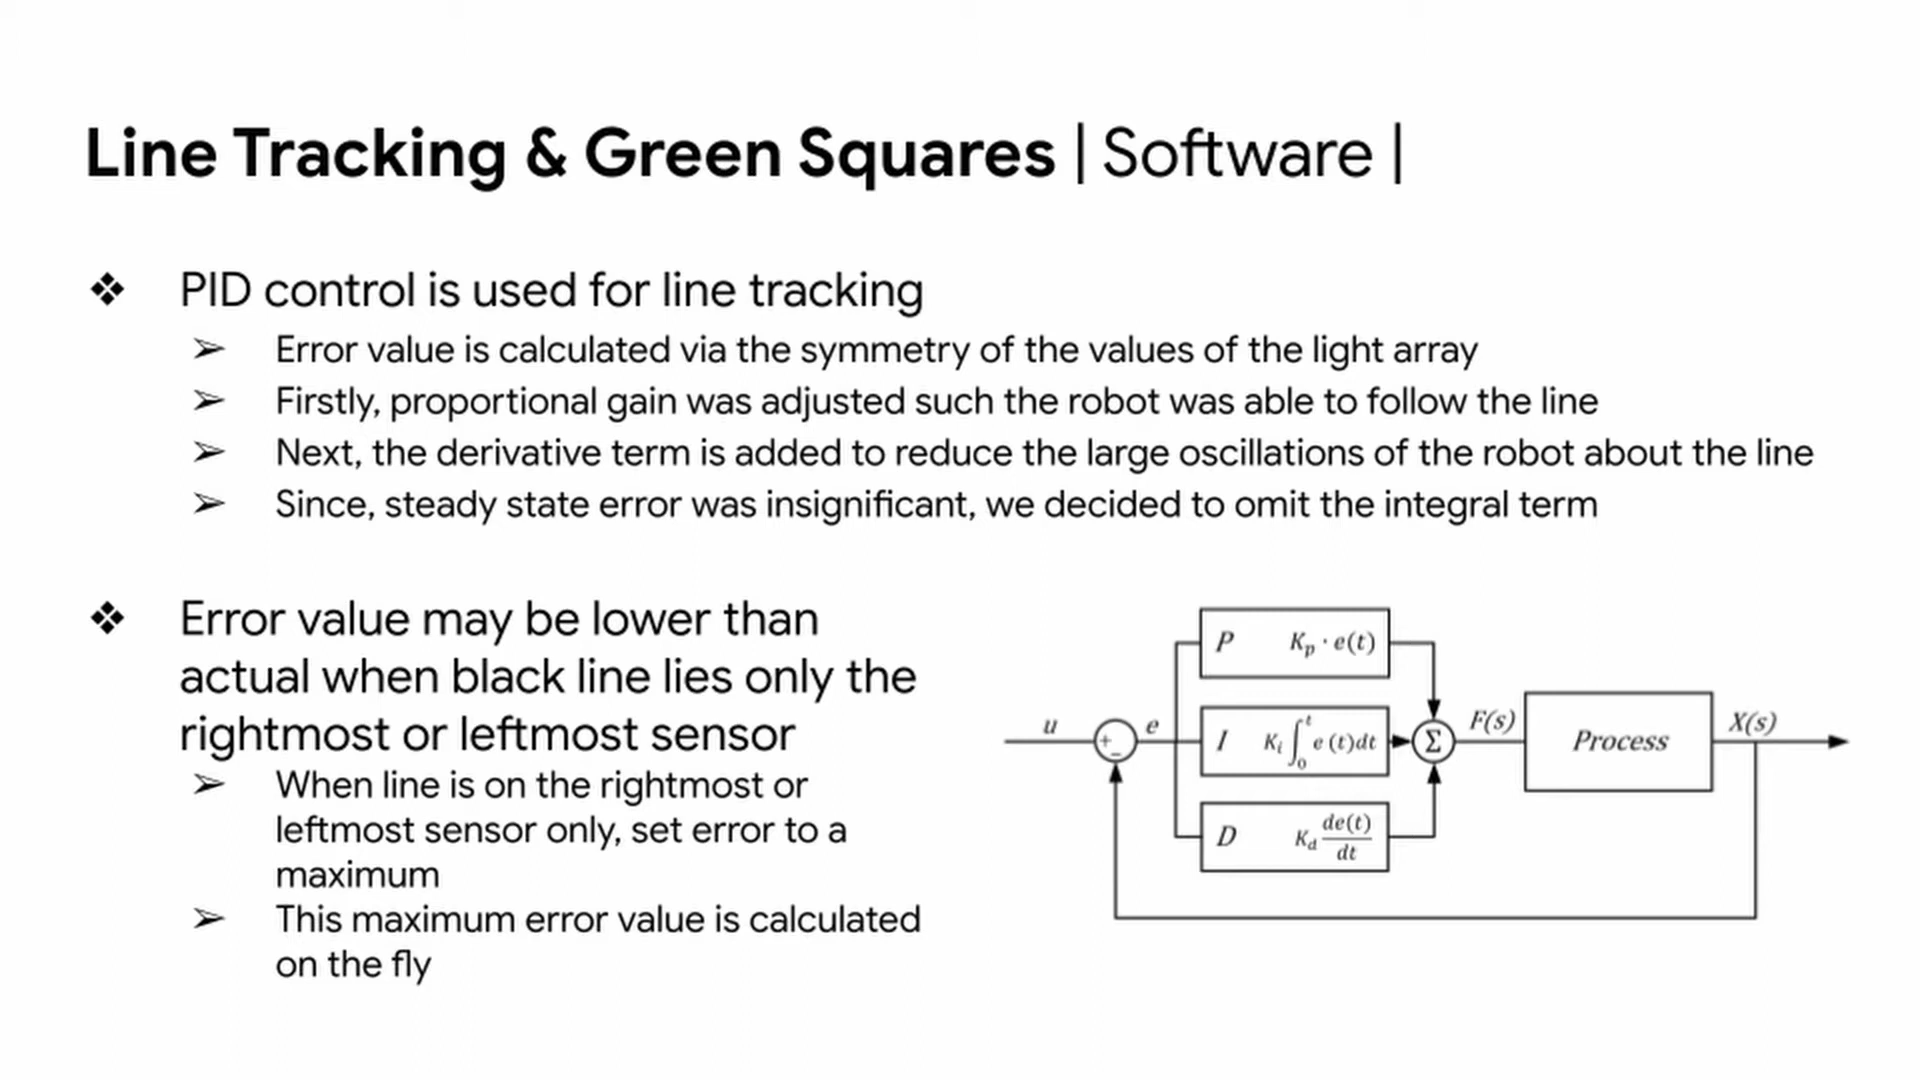 Line Tracking & Green Squares | Software |
❖ PID control is used for line tracking
➢ Error value is calculated via the symmetry of the values of the light array
➢ Firstly, proportional gain was adjusted such the robot was able to follow the line
➢ Next, the derivative term is added to reduce the large oscillations of the robot about the line
➢ Since, steady state error was insignificant, we decided to omit the integral term
❖ Error value may be lower than
actual when black line lies only the
rightmost or leftmost sensor
➢ When line is on the rightmost or
leftmost sensor only, set error to a
maximum
➢ This maximum error value is calculated
on the fly
P K_p · e(t)
u + − e
I K_i ∫_0^t e (t)dt
Σ F(s) Process X(s)
D K_d de(t)/dt